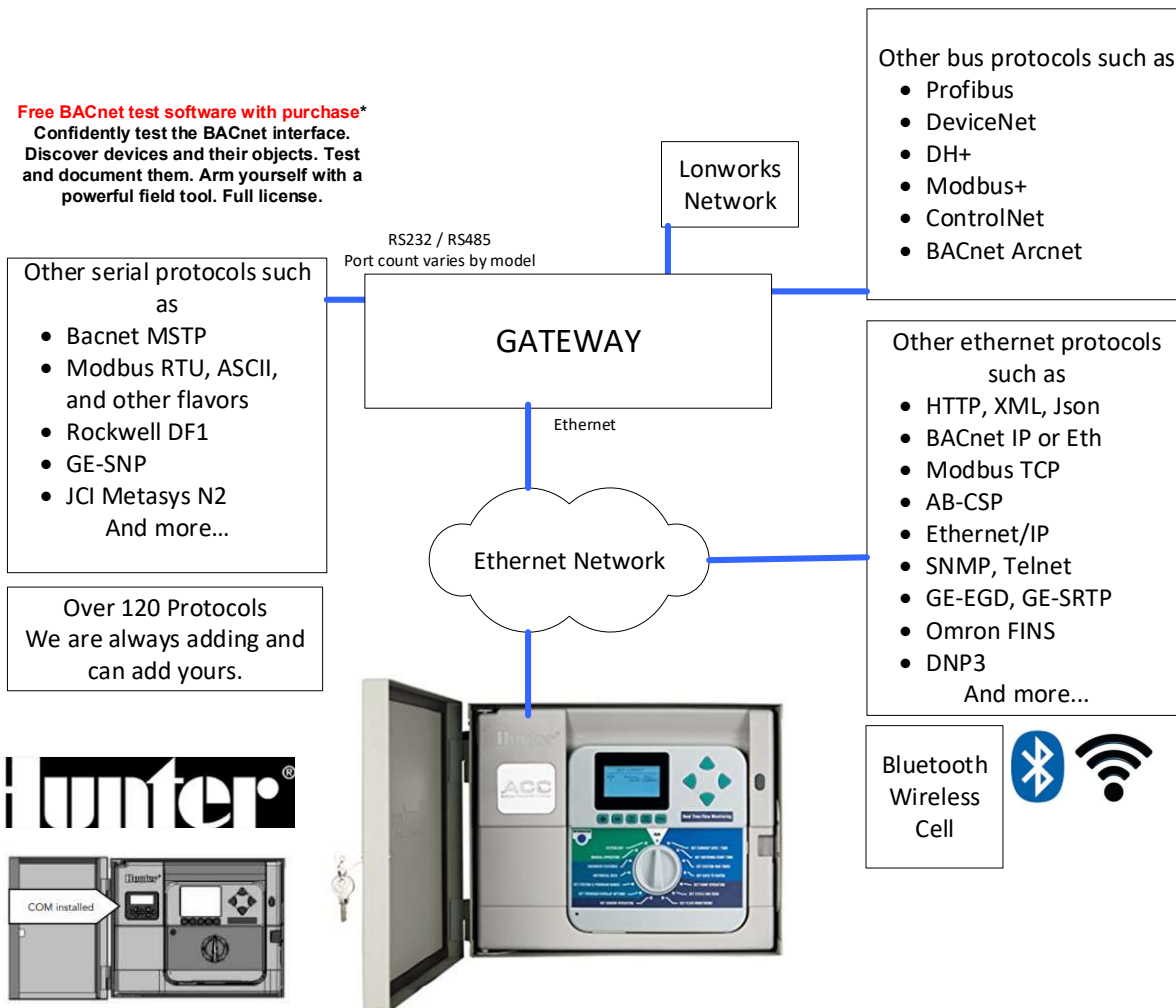 Free BACnet test software with purchase*
Confidently test the BACnet interface.
Discover devices and their objects. Test
and document them. Arm yourself with a
powerful field tool. Full license.
Other bus protocols such as
• Profibus
• DeviceNet
• DH+
• Modbus+
• ControlNet
• BACnet Arcnet
Lonworks
Network
RS232 / RS485
Port count varies by model
Other serial protocols such
as
• Bacnet MSTP
• Modbus RTU, ASCII,
and other flavors
• Rockwell DF1
• GE-SNP
• JCI Metasys N2
And more…
GATEWAY
Ethernet
Other ethernet protocols
such as
• HTTP, XML, Json
• BACnet IP or Eth
• Modbus TCP
• AB-CSP
• Ethernet/IP
• SNMP, Telnet
• GE-EGD, GE-SRTP
• Omron FINS
• DNP3
And more...
Ethernet Network
Over 120 Protocols
We are always adding and
can add yours.
Hunter
ACC
Real Time Flow Monitoring
Bluetooth
Wireless
Cell
Hunter®
COM installed
Hunter